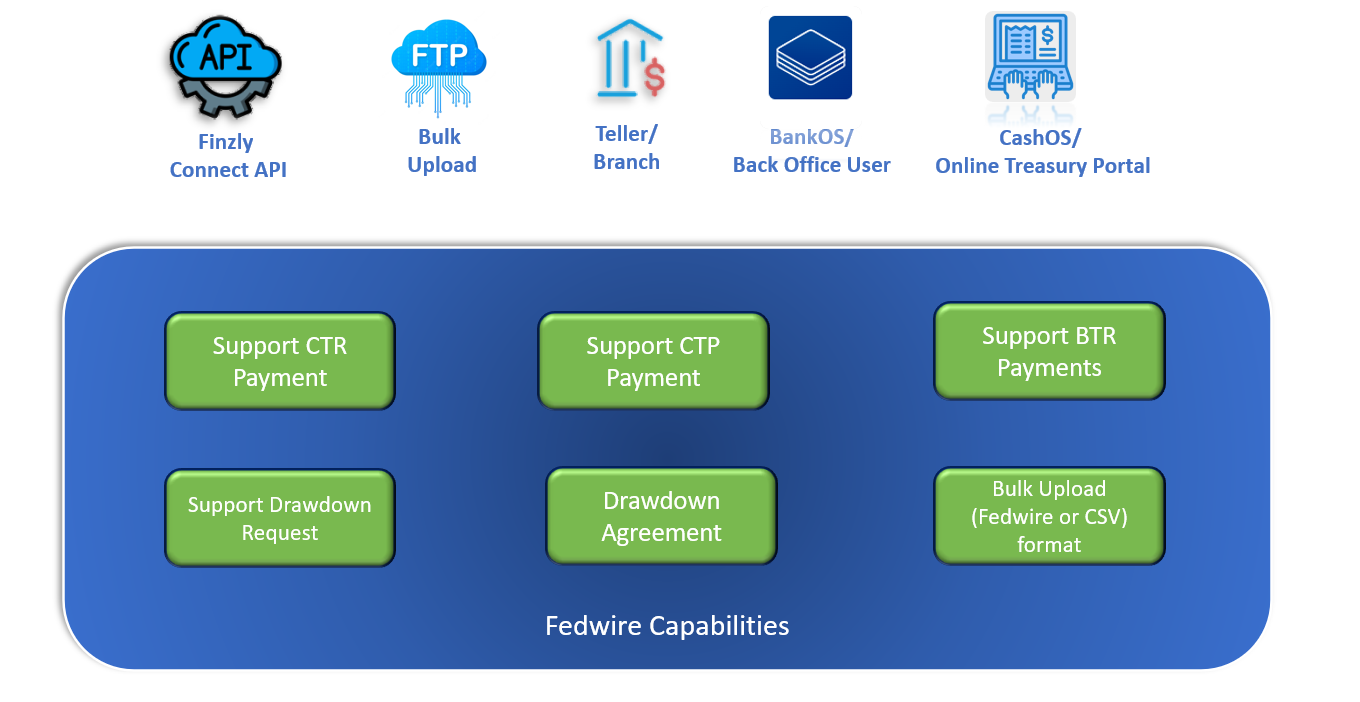 API
Finzly
Connect API
FTP
Bulk
Upload
$
Teller/
Branch
BankOS/
Back Office User
$
CashOS/
Online Treasury Portal
Support CTR
Payment
Support CTP
Payment
Support BTR
Payments
Support Drawdown
Request
Drawdown
Agreement
Bulk Upload
(Fedwire or CSV)
format
Fedwire Capabilities